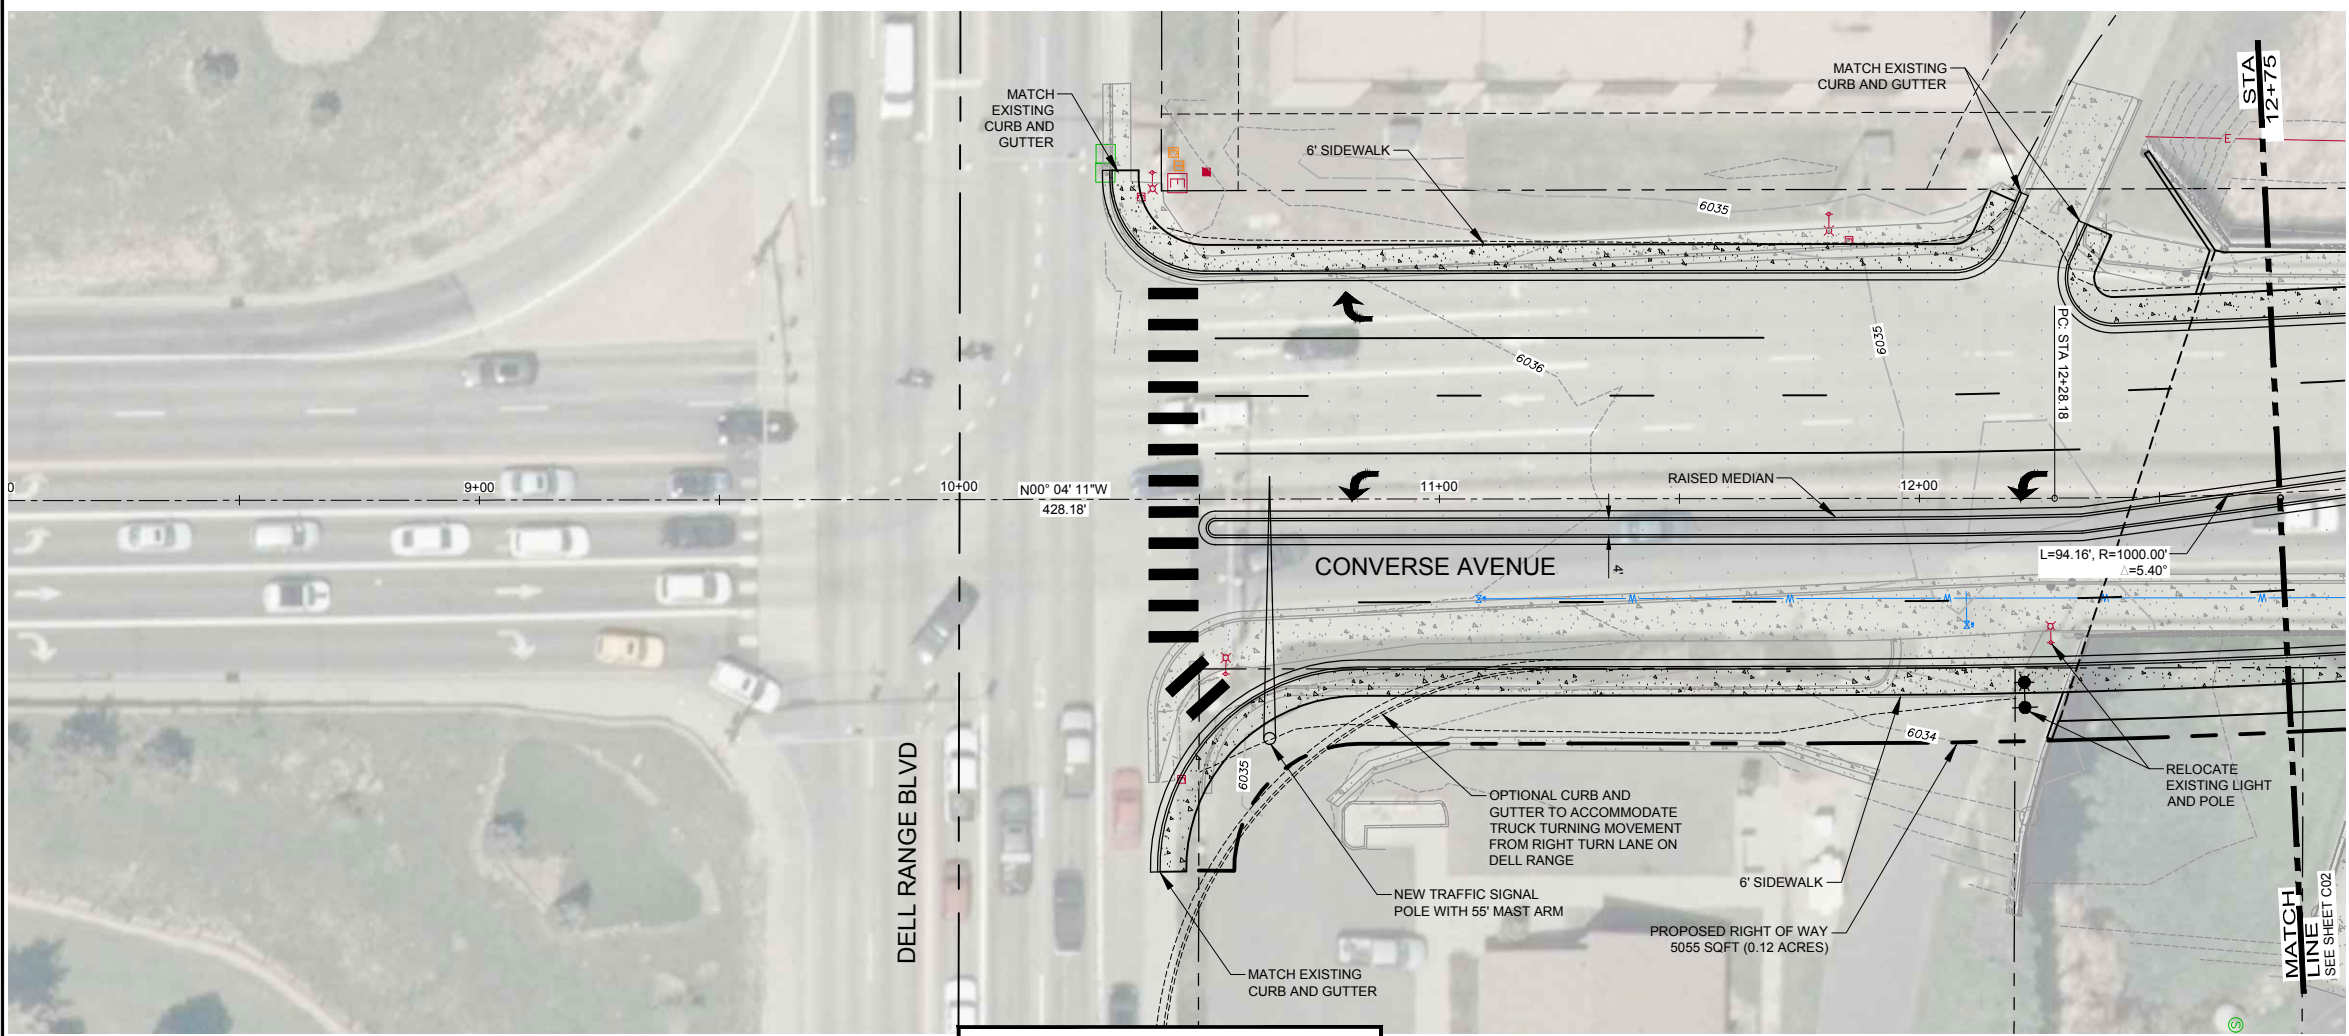 MATCH
EXISTING
CURB AND
GUTTER
MATCH EXISTING
CURB AND GUTTER
STA
12+75
6' SIDEWALK
E
E
6035
6036
6035
PC: STA 12+28.18
0
9+00
10+00
N00° 04' 11"W
428.18'
11+00
RAISED MEDIAN
12+00
CONVERSE AVENUE
4'
L=94.16', R=1000.00'
Δ=5.40°
W
W
W
W
W
6035
6034
DELL RANGE BLVD
OPTIONAL CURB AND
GUTTER TO ACCOMMODATE
TRUCK TURNING MOVEMENT
FROM RIGHT TURN LANE ON
DELL RANGE
RELOCATE
EXISTING LIGHT
AND POLE
NEW TRAFFIC SIGNAL
POLE WITH 55' MAST ARM
6' SIDEWALK
PROPOSED RIGHT OF WAY
5055 SQFT (0.12 ACRES)
MATCH EXISTING
CURB AND GUTTER
MATCH
LINE
SEE SHEET C02
S